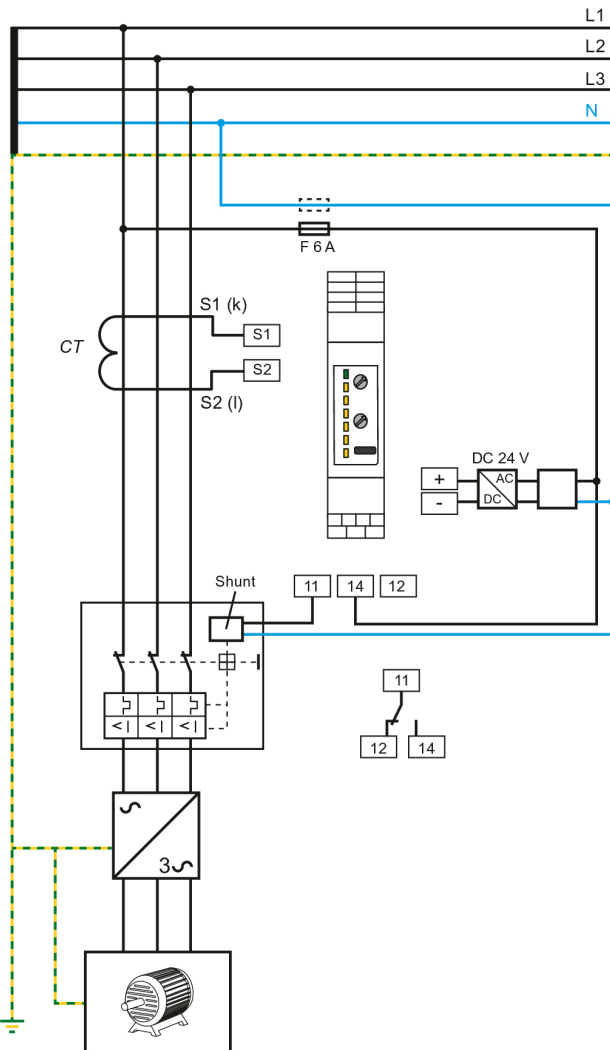 L1
L2
L3
N
F 6 A
S1 (k)
S1
CT
S2
S2 (l)
DC 24 V
+
AC
-
DC
Shunt
11
14
12
11
12
14
3